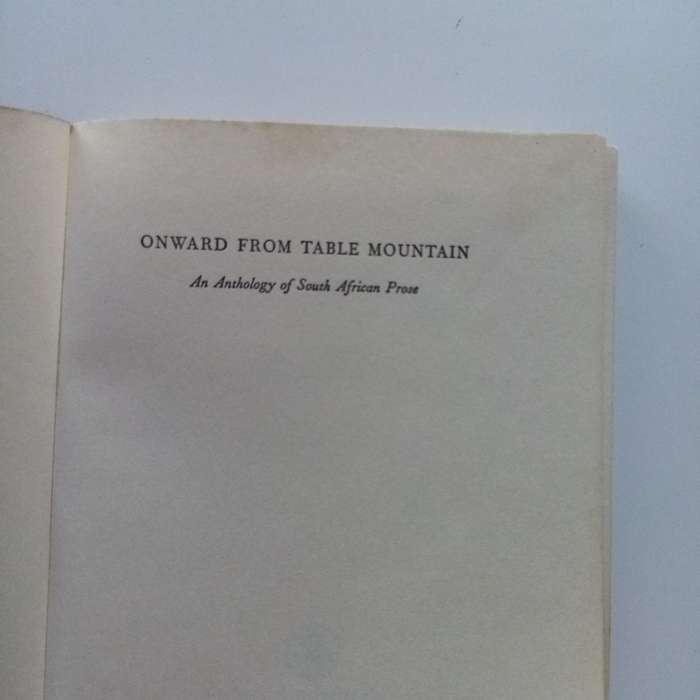 ONWARD FROM TABLE MOUNTAIN
An Anthology of South African Prose